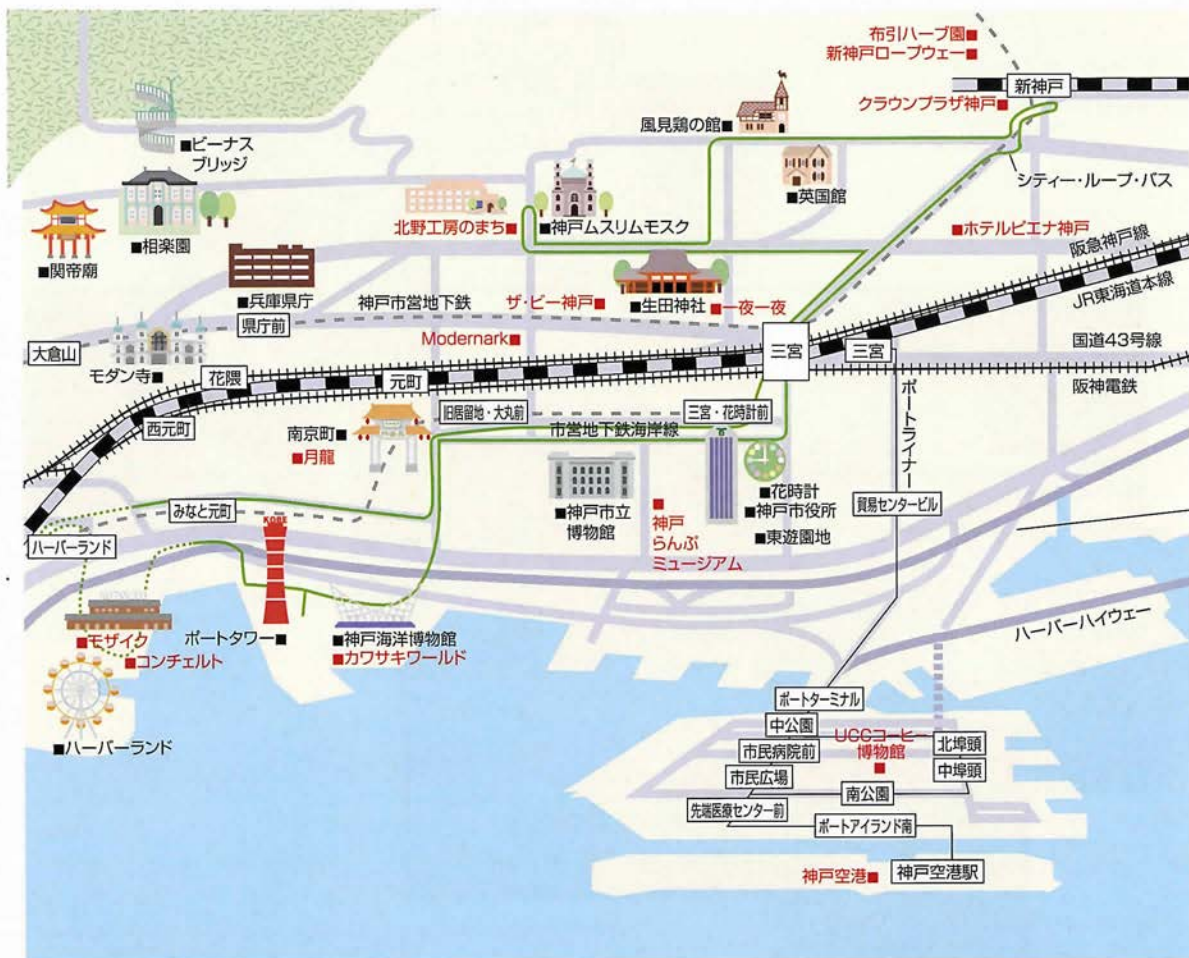 布引ハーブ園■
新神戸ロープウェー■
新神戸
クラウンプラザ神戸■
風見鶏の館■
■ビーナス
ブリッジ
シティー・ループ・バス
■英国館
北野工房のまち■
■神戸ムスリムモスク
■ホテルピエナ神戸
■関帝廟
■相楽園
阪急神戸線
JR東海道本線
■兵庫県庁
神戸市営地下鉄
ザ・ビー神戸■
■生田神社
■一夜一夜
県庁前
Modernark■
三宮
三宮
国道43号線
大倉山
モダン寺■
花隈
元町
阪神電鉄
西元町
旧居留地・大丸前
三宮・花時計前
ポートライナー
南京町■
■月龍
市営地下鉄海岸線
■花時計
■神戸市役所
■東遊園地
■神戸市立
博物館
■
神戸
らんぷ
ミュージアム
貿易センタービル
みなと元町
KOBE
ハーバーランド
■モザイク
■コンチェルト
ポートタワー■
■神戸海洋博物館
■カワサキワールド
ハーバーハイウェー
■ハーバーランド
ポートターミナル
中公園
市民病院前
市民広場
UCCコーヒー
博物館
■
北埠頭
中埠頭
南公園
先端医療センター前
ポートアイランド南
神戸空港■
神戸空港駅